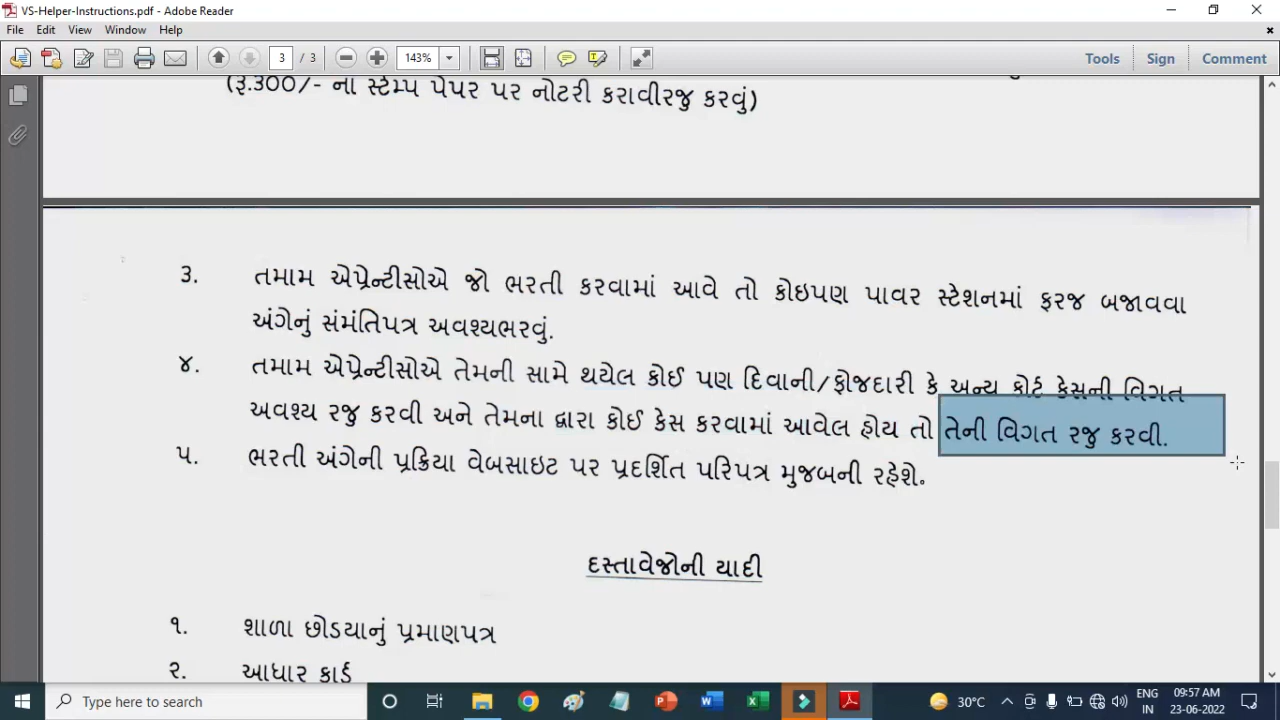 VS-Helper-Instructions.pdf - Adobe Reader
File Edit View Window Help
3 / 3 143% Tools Sign Comment
(રૂ.300/- ના સ્ટેમ્પ પેપર પર નોટરી કરાવીરજુ કરવું)
૩. તમામ એપ્રેન્ટીસોએ જો ભરતી કરવામાં આવે તો કોઇપણ પાવર સ્ટેશનમાં ફરજ બજાવવા
અંગેનું સંમંતિપત્ર અવશ્યભરવું.
૪. તમામ એપ્રેન્ટીસોએ તેમની સામે થયેલ કોઈ પણ દિવાની/ફોજદારી કે અન્ય કોર્ટ કેસની વિગત
અવશ્ય રજુ કરવી અને તેમના દ્વારા કોઈ કેસ કરવામાં આવેલ હોય તો તેની વિગત રજુ કરવી.
૫. ભરતી અંગેની પ્રક્રિયા વેબસાઇટ પર પ્રદર્શિત પરિપત્ર મુજબની રહેશે.
દસ્તાવેજોની યાદી
૧. શાળા છોડયાનું પ્રમાણપત્ર
૨. આધાર કાર્ડ
Type here to search 30°C ENG 09:57 AM
IN 23-06-2022